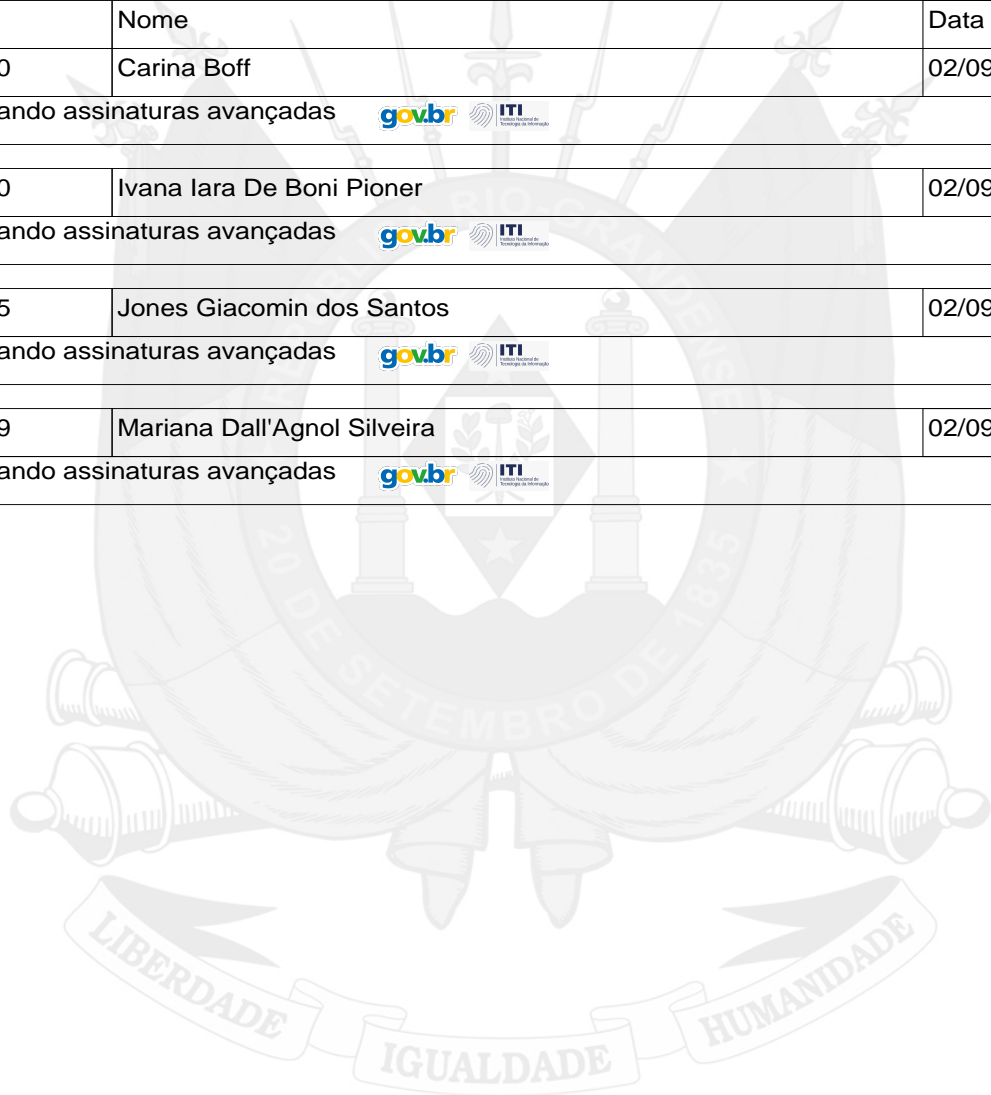 Nome Data
0 Carina Boff 02/09
ando assinaturas avançadas gov.br ITI
0 Ivana Iara De Boni Pioner 02/09
ando assinaturas avançadas gov.br ITI
5 Jones Giacomin dos Santos 02/09
ando assinaturas avançadas gov.br ITI
9 Mariana Dall'Agnol Silveira 02/09
ando assinaturas avançadas gov.br ITI
REPÚBLICA RIO-GRANDENSE
20 DE SETEMBRO DE 1835
LIBERDADE IGUALDADE HUMANIDADE